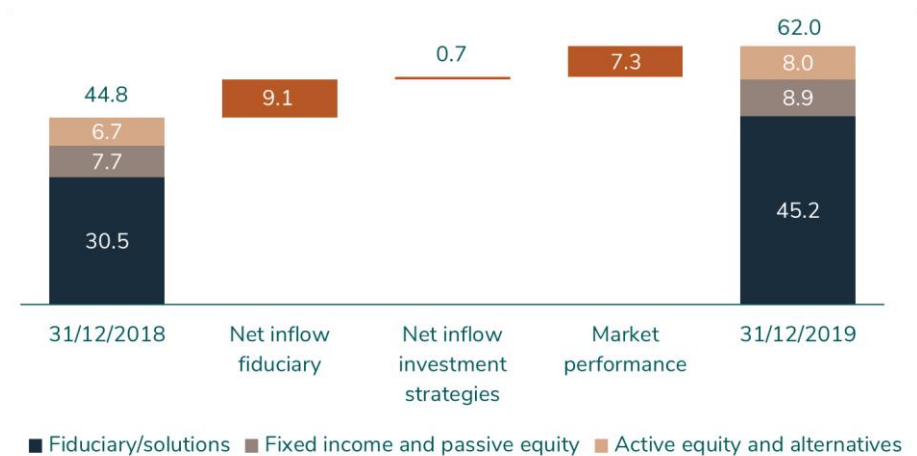 62.0
0.7
7.3
8.0
44.8
9.1
8.9
6.7
7.7
45.2
30.5
31/12/2018
Net inflow
fiduciary
Net inflow
investment
strategies
Market
performance
31/12/2019
Fiduciary/solutions
Fixed income and passive equity
Active equity and alternatives